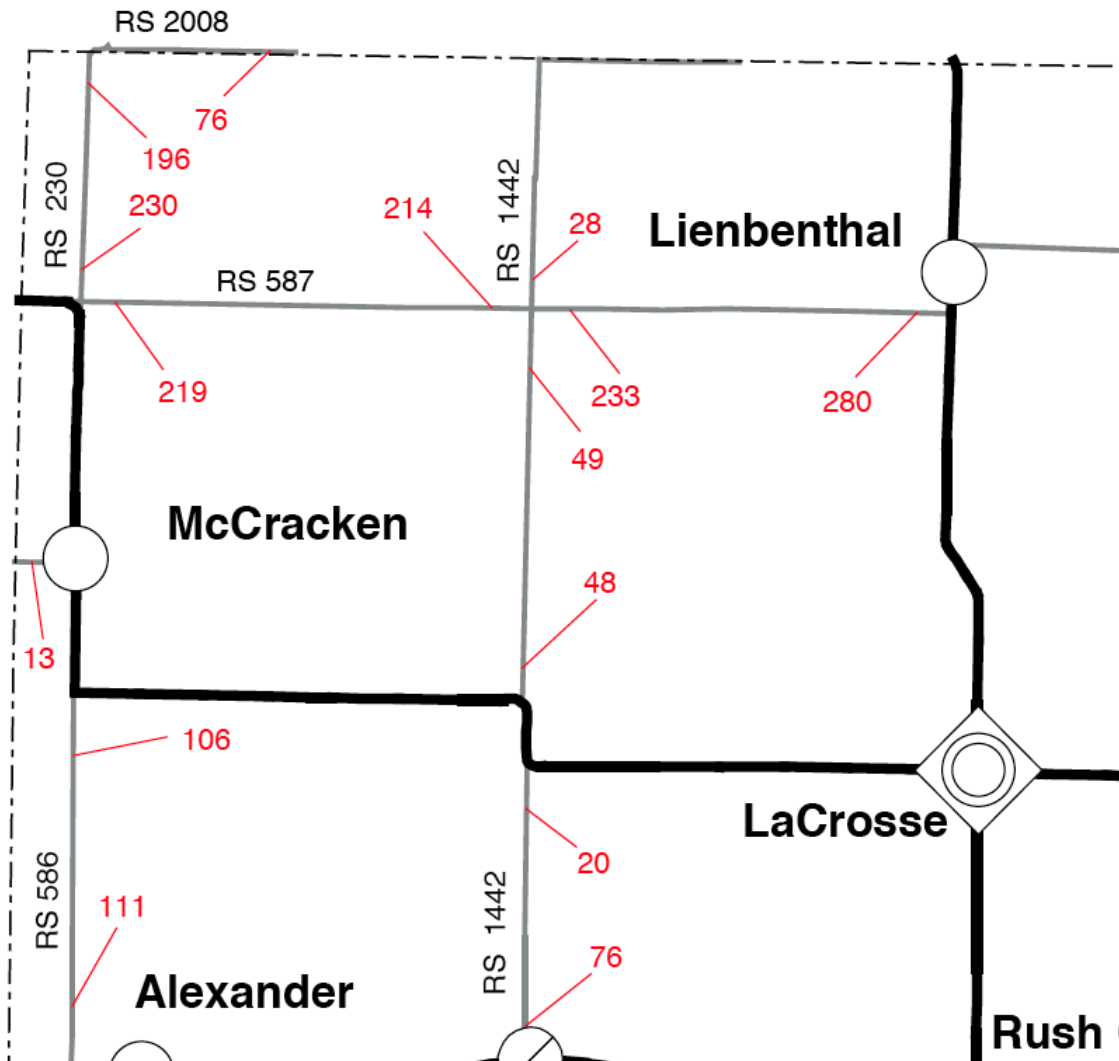 RS 2008
76
196
RS 230
230
214
RS 1442
28
Lienbenthal
RS 587
219
233
280
49
McCracken
48
13
106
LaCrosse
20
RS 586
111
RS 1442
76
Alexander
Rush